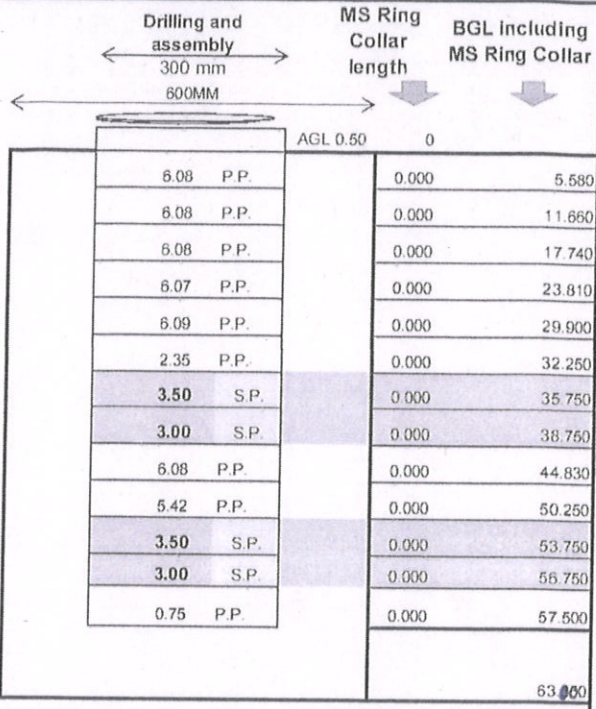 Drilling and assembly
300 mm
600MM
MS Ring Collar length
BGL including MS Ring Collar
AGL 0.50 0
6.08 P.P. 0.000 5.580
6.08 P.P. 0.000 11.660
6.08 P.P. 0.000 17.740
6.07 P.P. 0.000 23.810
6.09 P.P. 0.000 29.900
2.35 P.P. 0.000 32.250
3.50 S.P. 0.000 35.750
3.00 S.P. 0.000 38.750
6.08 P.P. 0.000 44.830
5.42 P.P. 0.000 50.250
3.50 S.P. 0.000 53.750
3.00 S.P. 0.000 56.750
0.75 P.P. 0.000 57.500